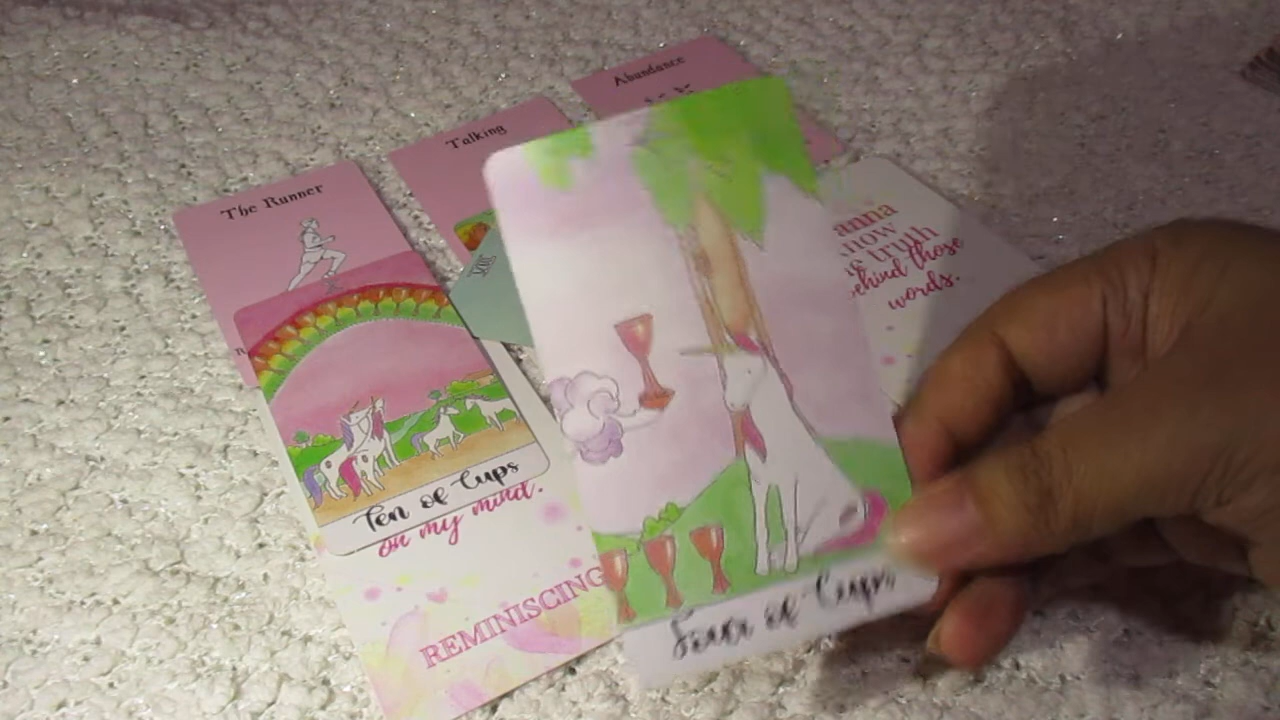 Abundance
Talking
The Runner
VIII
anna
now
truth
behind those
words.
Ten of Cups
on my mind.
REMINISCING
Four of Cups